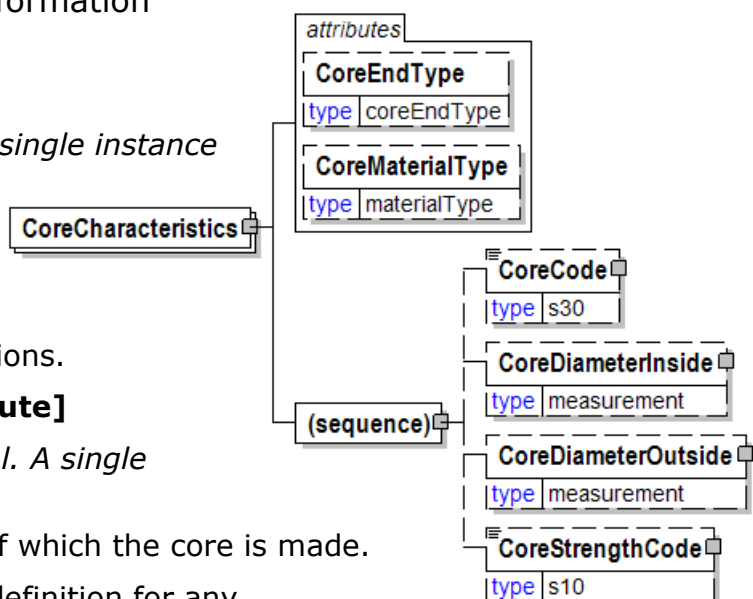 ormation
single instance
ions.
ute]
l. A single
f which the core is made.
definition for any
attributes
CoreEndType
type coreEndType
CoreMaterialType
type materialType
CoreCharacteristics
(sequence)
CoreCode
type s30
CoreDiameterInside
type measurement
CoreDiameterOutside
type measurement
CoreStrengthCode
type s10